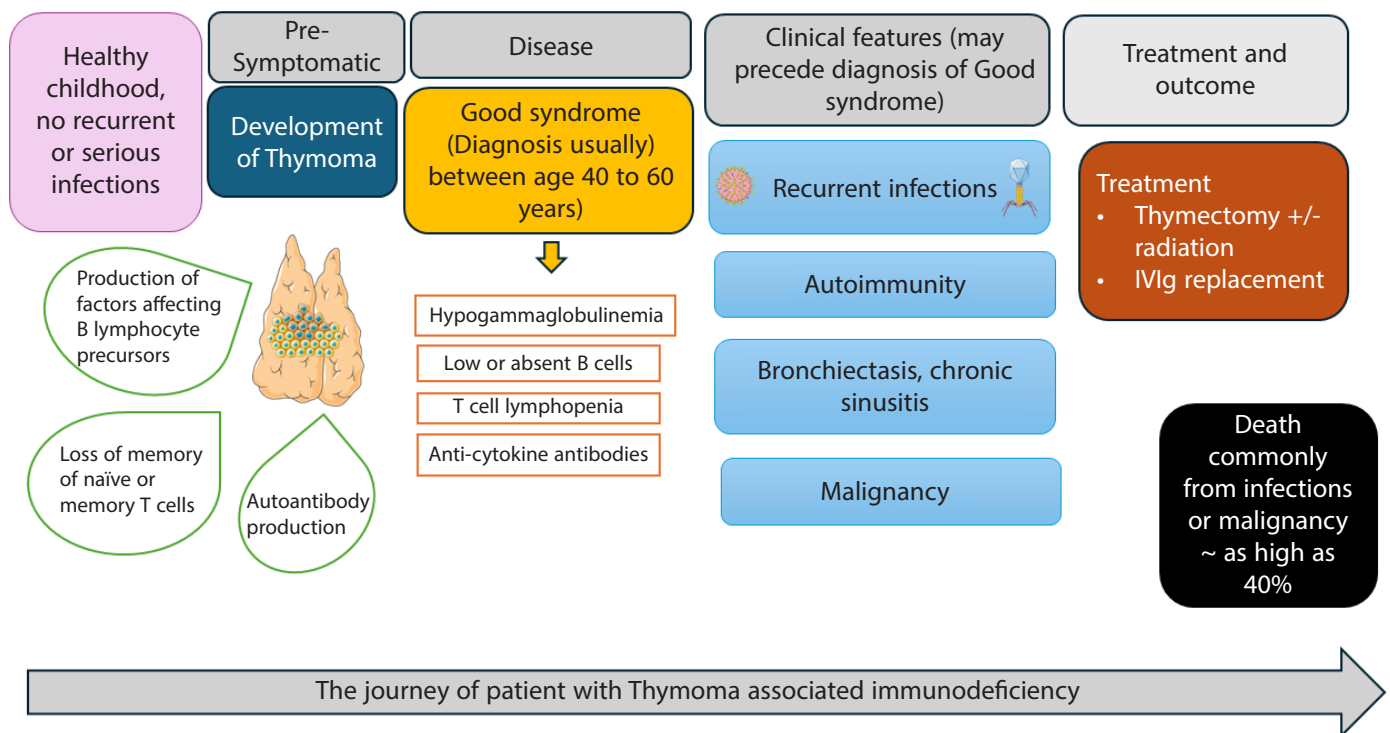 Healthy
childhood,
no recurrent
or serious
infections
Pre-
Symptomatic
Development
of Thymoma
Disease
Good syndrome
(Diagnosis usually)
between age 40 to 60
years)
Clinical features (may
precede diagnosis of Good
syndrome)
Treatment and
outcome
Production of
factors affecting
B lymphocyte
precursors
Loss of memory
of naïve or
memory T cells
Autoantibody
production
Hypogammaglobulinemia
Low or absent B cells
T cell lymphopenia
Anti-cytokine antibodies
Recurrent infections
Autoimmunity
Bronchiectasis, chronic
sinusitis
Malignancy
Treatment
• Thymectomy +/-
radiation
• IVIg replacement
Death
commonly
from infections
or malignancy
~ as high as
40%
The journey of patient with Thymoma associated immunodeficency